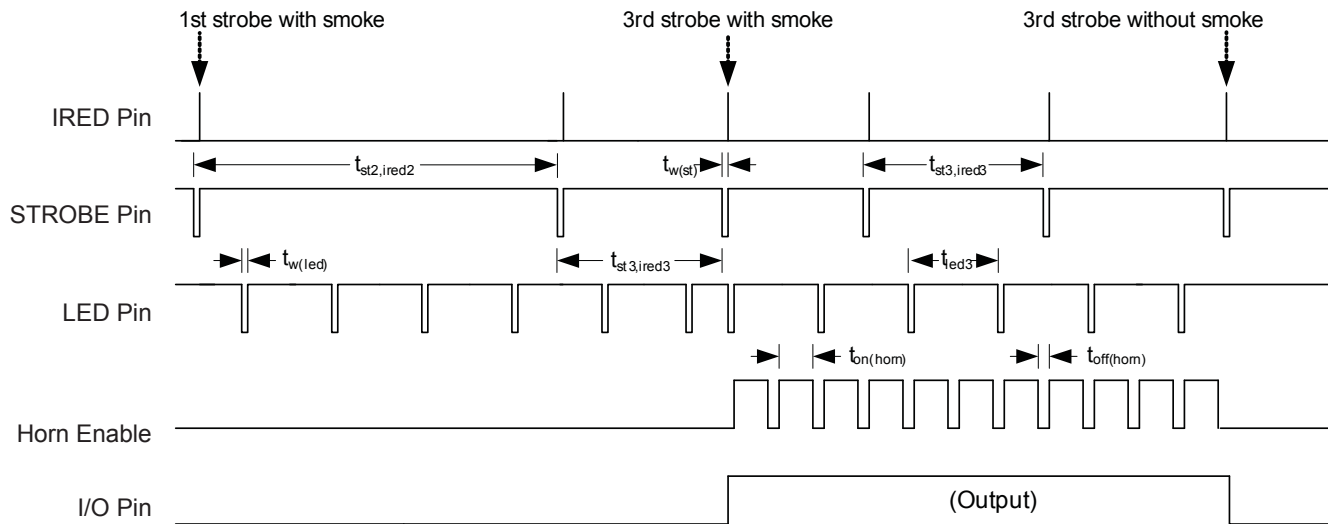 1st strobe with smoke 3rd strobe with smoke 3rd strobe without smoke
IRED Pin
tst2,ired2 tw(st) tst3,ired3
STROBE Pin
tw(led) tst3,ired3 tled3
LED Pin
ton(horn) toff(horn)
Horn Enable
I/O Pin (Output)